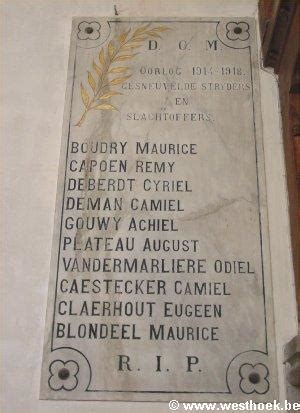 D. O. M
OORLOG 1914-1918.
GESNEUVELDE STRYDERS
EN
SLACHTOFFERS.
BOUDRY MAURICE
CAPOEN REMY
DEBERDT CYRIEL
DEMAN CAMIEL
GOUWY ACHIEL
PLATEAU AUGUST
VANDERMARLIERE ODIEL
CAESTECKER CAMIEL
CLAERHOUT EUGEEN
BLONDEEL MAURICE
R. I. P.
© www.westhoek.be